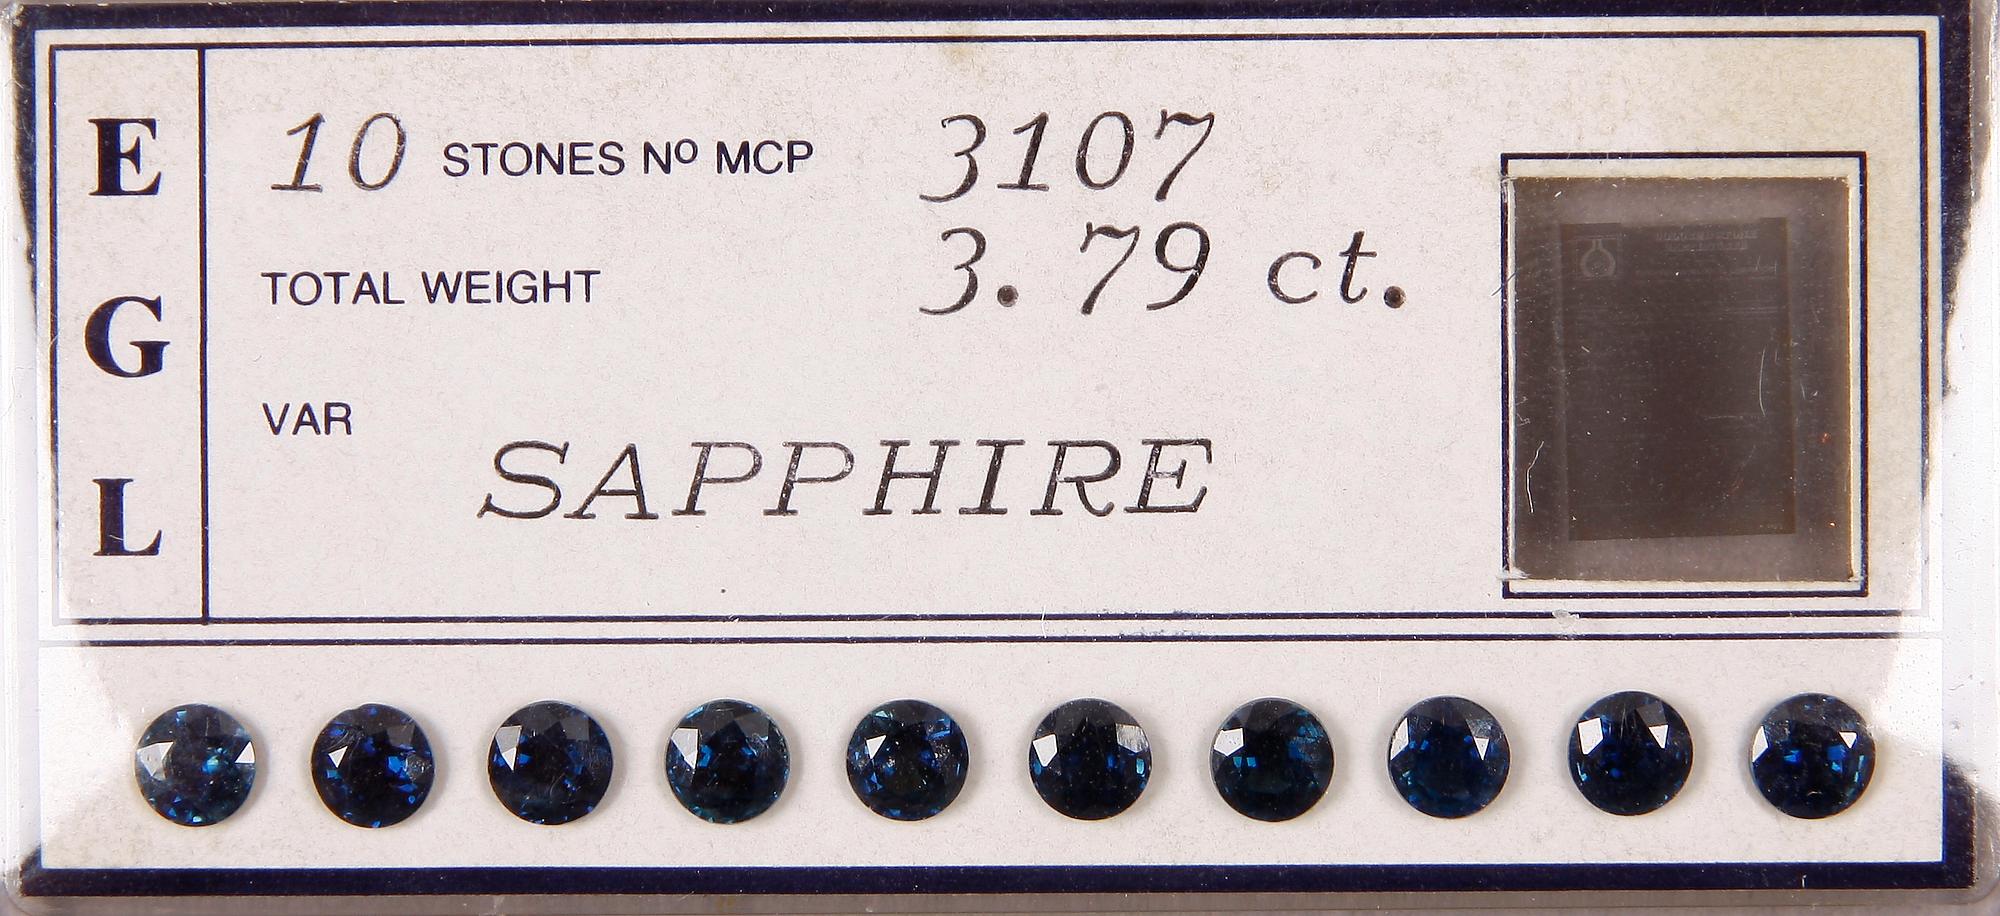 E G L
10 STONES Nº MCP 3107
TOTAL WEIGHT 3.79 ct.
VAR SAPPHIRE